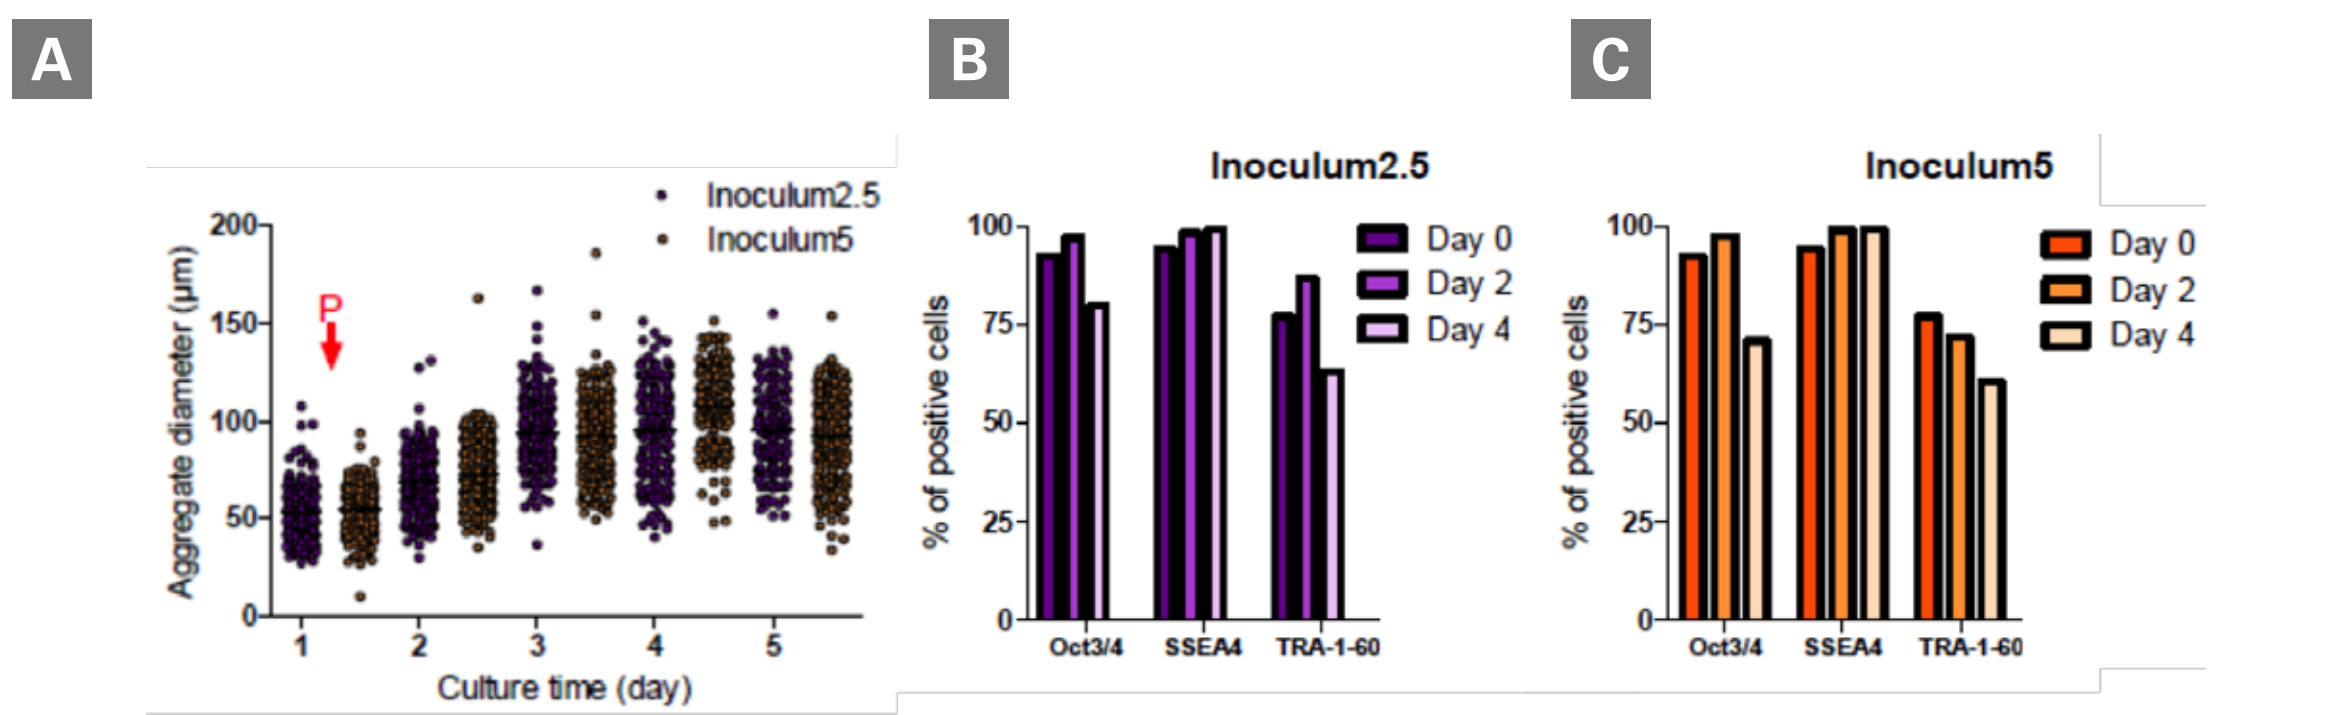 A
B
C
Inoculum2.5
Inoculum5
200
150
100
50
0
P
Aggregate diameter (µm)
1 2 3 4 5
Culture time (day)
Inoculum2.5
100
75
50
25
0
% of positive cells
Day 0
Day 2
Day 4
Oct3/4 SSEA4 TRA-1-60
Inoculum5
100
75
50
25
0
% of positive cells
Day 0
Day 2
Day 4
Oct3/4 SSEA4 TRA-1-60